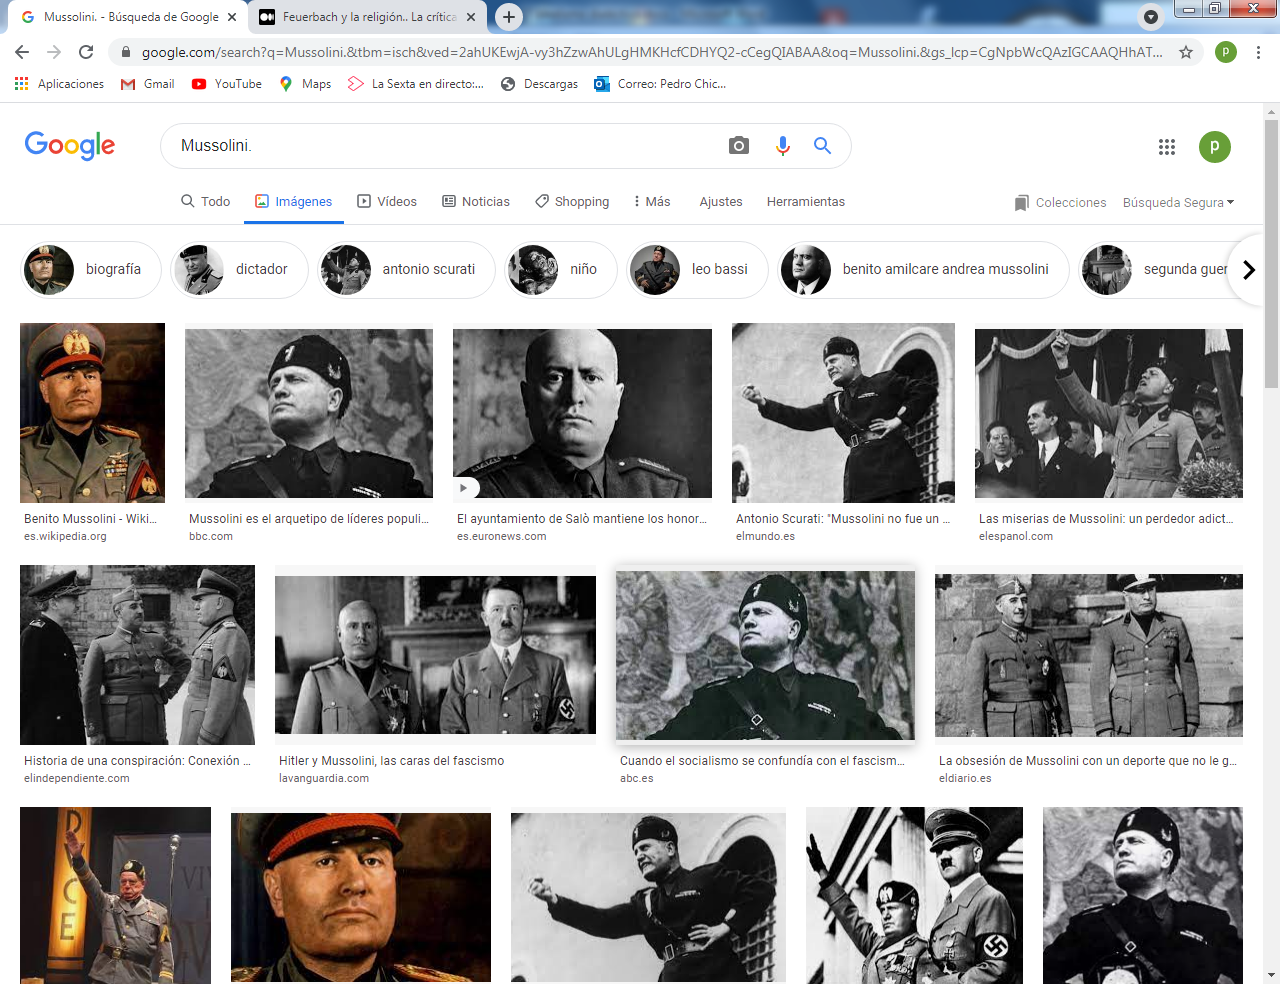 Mussolini. - Búsqueda de Google
Feuerbach y la religión.. La crítica
google.com/search?q=Mussolini.&tbm=isch&ved=2ahUKEwjA-vy3hZzwAhULgHMKHcfCDHYQ2-cCegQIABAA&oq=Mussolini.&gs_lcp=CgNpbWcQAzIGCAAQHhAT...
P
Aplicaciones
Gmail
YouTube
Maps
La Sexta en directo:...
Descargas
Correo: Pedro Chic...
Google
Mussolini.
p
Todo
Imágenes
Vídeos
Noticias
Shopping
Más
Ajustes
Herramientas
Colecciones
Búsqueda Segura
biografía
dictador
antonio scurati
niño
leo bassi
benito amilcare andrea mussolini
segunda guer
Benito Mussolini - Wiki...
es.wikipedia.org
Mussolini es el arquetipo de líderes populi...
bbc.com
El ayuntamiento de Salò mantiene los honor...
es.euronews.com
Antonio Scurati: "Mussolini no fue un ...
elmundo.es
Las miserias de Mussolini: un perdedor adict...
elespanol.com
Historia de una conspiración: Conexión ...
elindependiente.com
Hitler y Mussolini, las caras del fascismo
lavanguardia.com
Cuando el socialismo se confundía con el fascism...
abc.es
La obsesión de Mussolini con un deporte que no le g...
eldiario.es